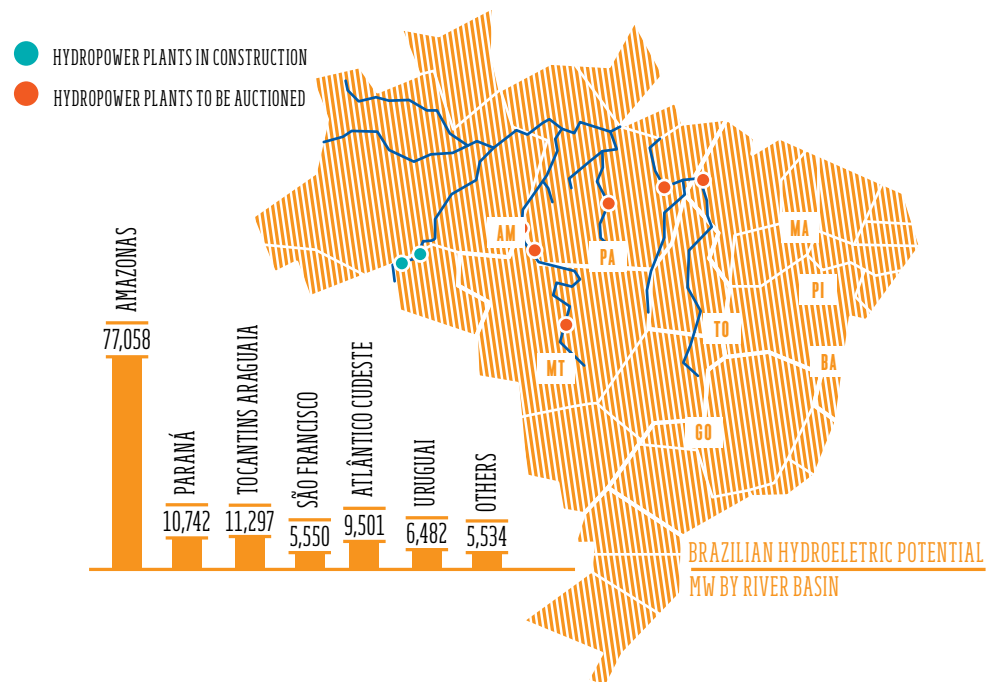 HYDROPOWER PLANTS IN CONSTRUCTION
HYDROPOWER PLANTS TO BE AUCTIONED
AMAZONAS
77,058
PARANÁ
10,742
TOCANTINS ARAGUAIA
11,297
SÃO FRANCISCO
5,550
ATLÂNTICO CUDESTE
9,501
URUGUAI
6,482
OTHERS
5,534
AM
PA
MA
PI
TO
MT
BA
GO
BRAZILIAN HYDROELETRIC POTENTIAL
MW BY RIVER BASIN